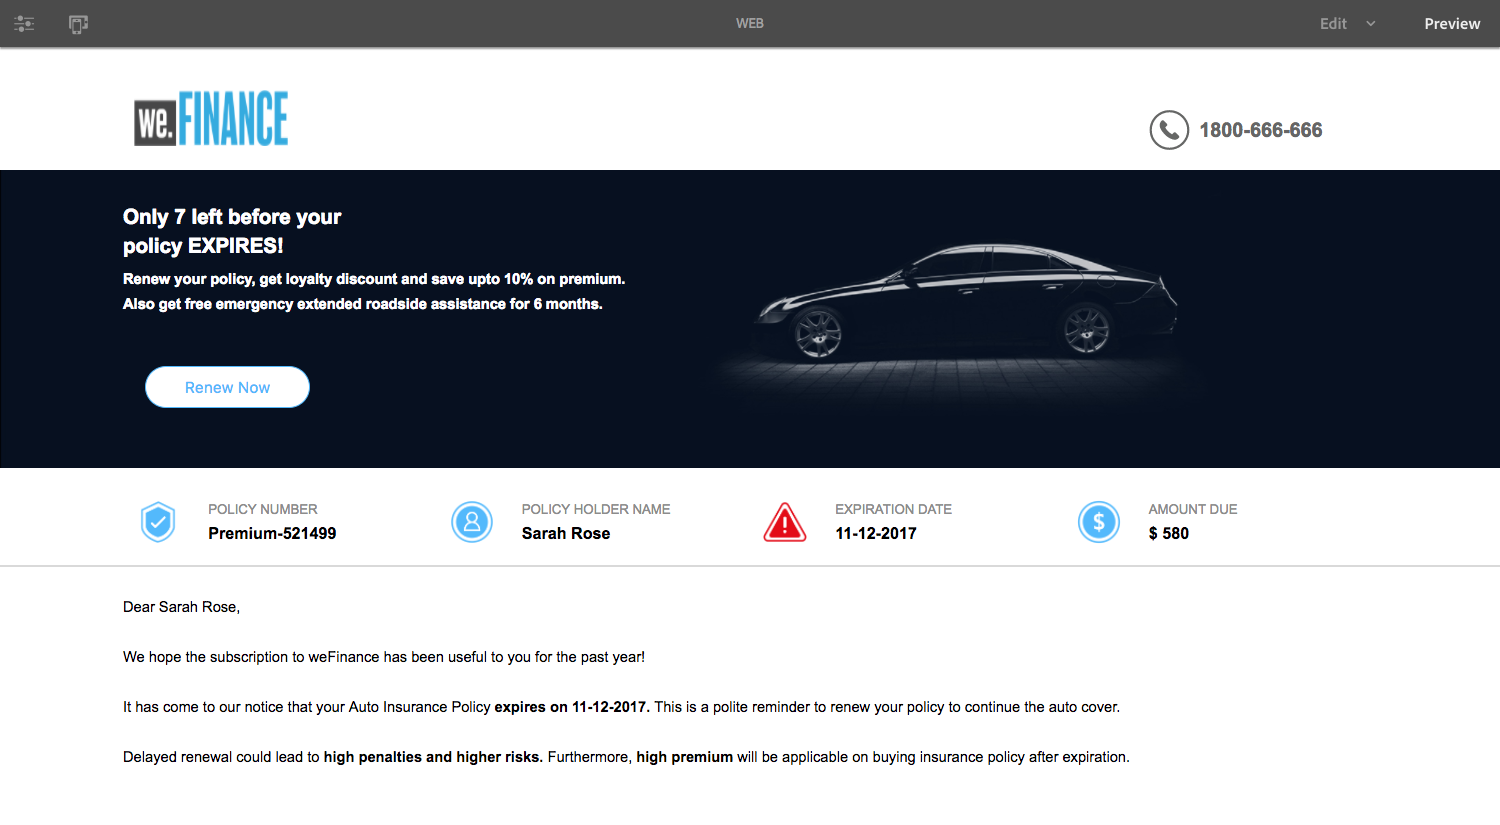 WEB
Edit
Preview
we.FINANCE
1800-666-666
Only 7 left before your
policy EXPIRES!
Renew your policy, get loyalty discount and save upto 10% on premium.
Also get free emergency extended roadside assistance for 6 months.
Renew Now
POLICY NUMBER
Premium-521499
POLICY HOLDER NAME
Sarah Rose
EXPIRATION DATE
11-12-2017
AMOUNT DUE
$ 580
Dear Sarah Rose,
We hope the subscription to weFinance has been useful to you for the past year!
It has come to our notice that your Auto Insurance Policy expires on 11-12-2017. This is a polite reminder to renew your policy to continue the auto cover.
Delayed renewal could lead to high penalties and higher risks. Furthermore, high premium will be applicable on buying insurance policy after expiration.